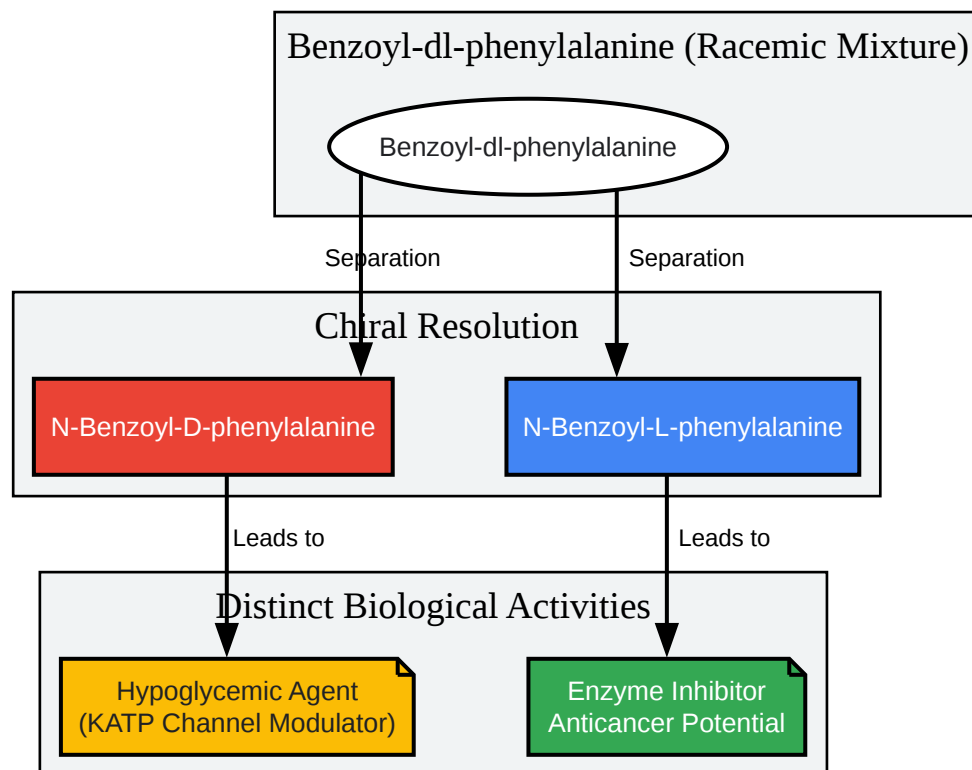 Benzoyl-dl-phenylalanine (Racemic Mixture)
Benzoyl-dl-phenylalanine
Separation
Separation
Chiral Resolution
N-Benzoyl-D-phenylalanine
N-Benzoyl-L-phenylalanine
Leads to
Leads to
Distinct Biological Activities
Hypoglycemic Agent
(KATP Channel Modulator)
Enzyme Inhibitor
Anticancer Potential